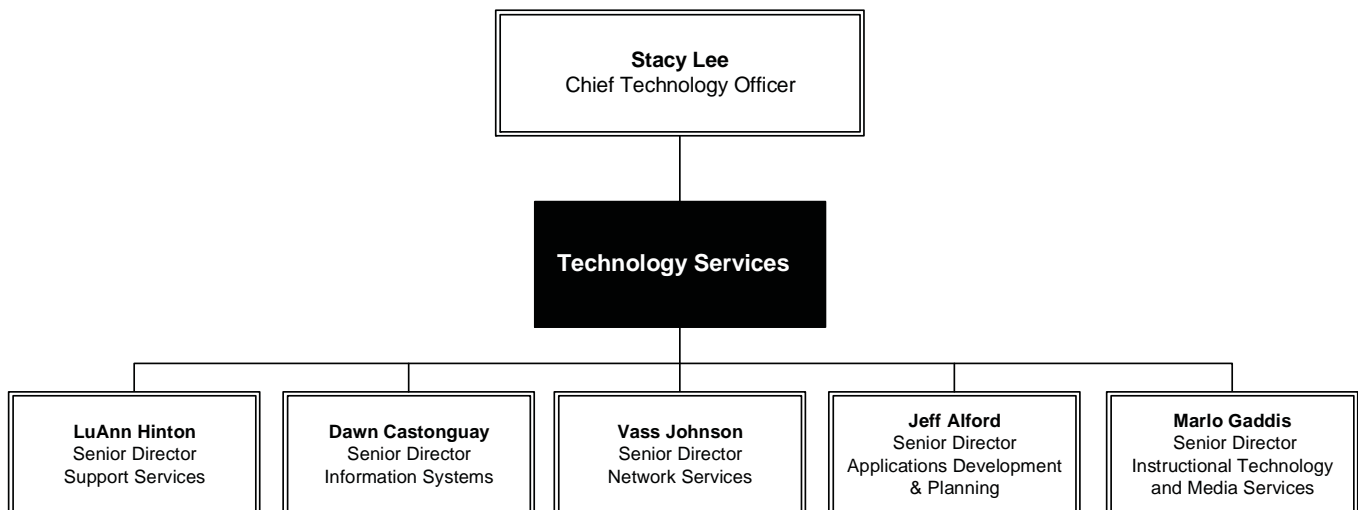 Stacy Lee
Chief Technology Officer
Technology Services
LuAnn Hinton
Senior Director
Support Services
Dawn Castonguay
Senior Director
Information Systems
Vass Johnson
Senior Director
Network Services
Jeff Alford
Senior Director
Applications Development
& Planning
Marlo Gaddis
Senior Director
Instructional Technology
and Media Services